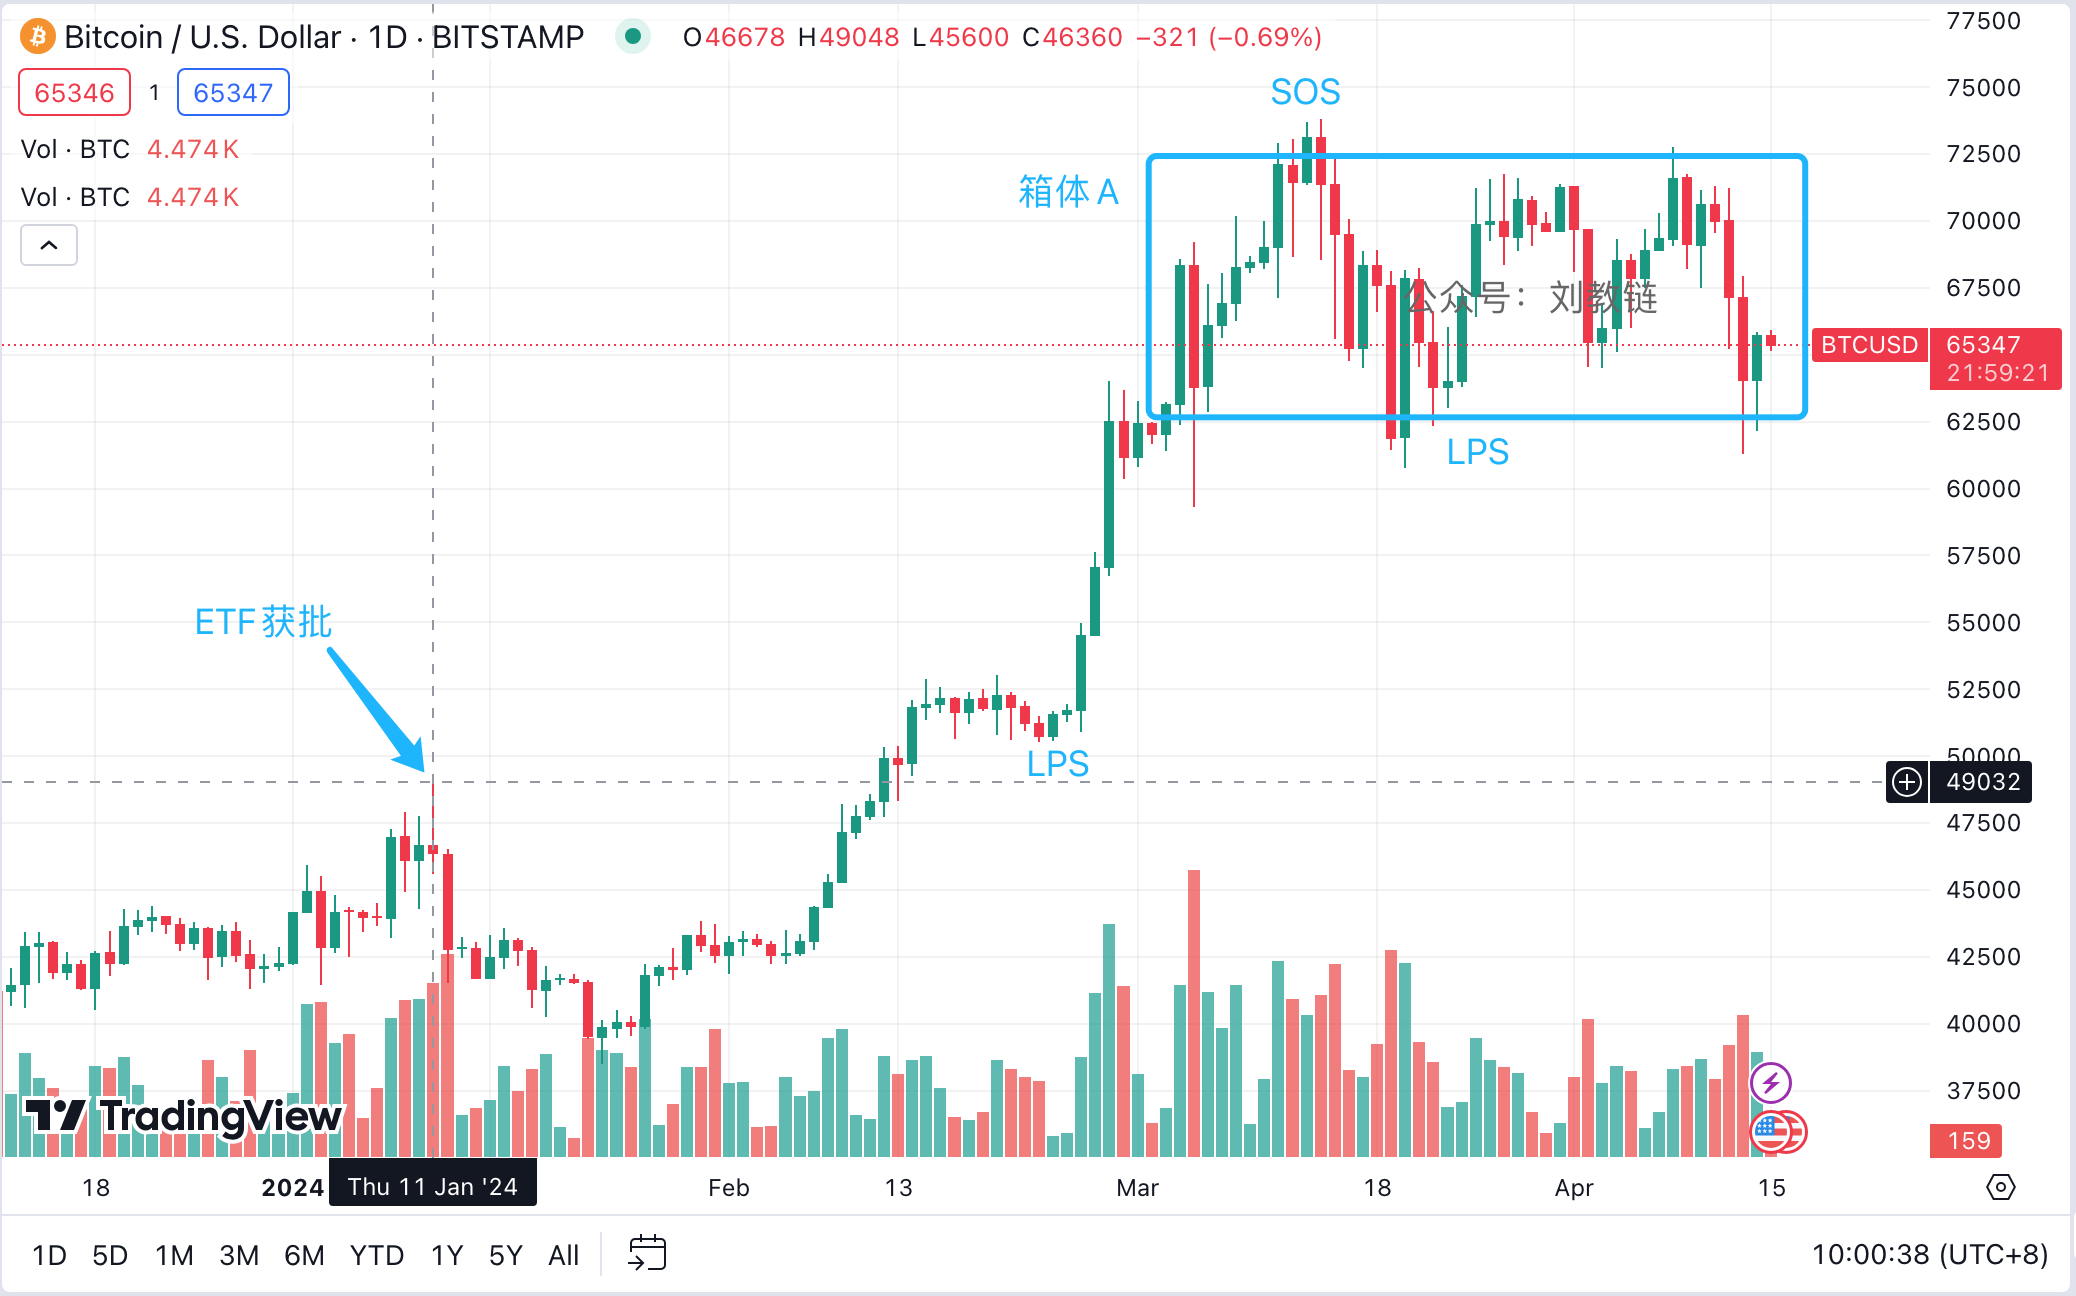 Bitcoin / U.S. Dollar · 1D · BITSTAMP O46678 H49048 L45600 C46360 −321 (−0.69%)
65346 1 65347
Vol · BTC 4.474K
Vol · BTC 4.474K
SOS
箱体 A
公众号：刘教链
LPS
ETF 获批
LPS
77500
75000
72500
70000
67500
BTCUSD 65347
21:59:21
62500
60000
57500
55000
52500
50000
49032
47500
45000
42500
40000
37500
159
TradingView
18 2024 Thu 11 Jan '24 Feb 13 Mar 18 Apr 15
1D 5D 1M 3M 6M YTD 1Y 5Y All 10:00:38 (UTC+8)